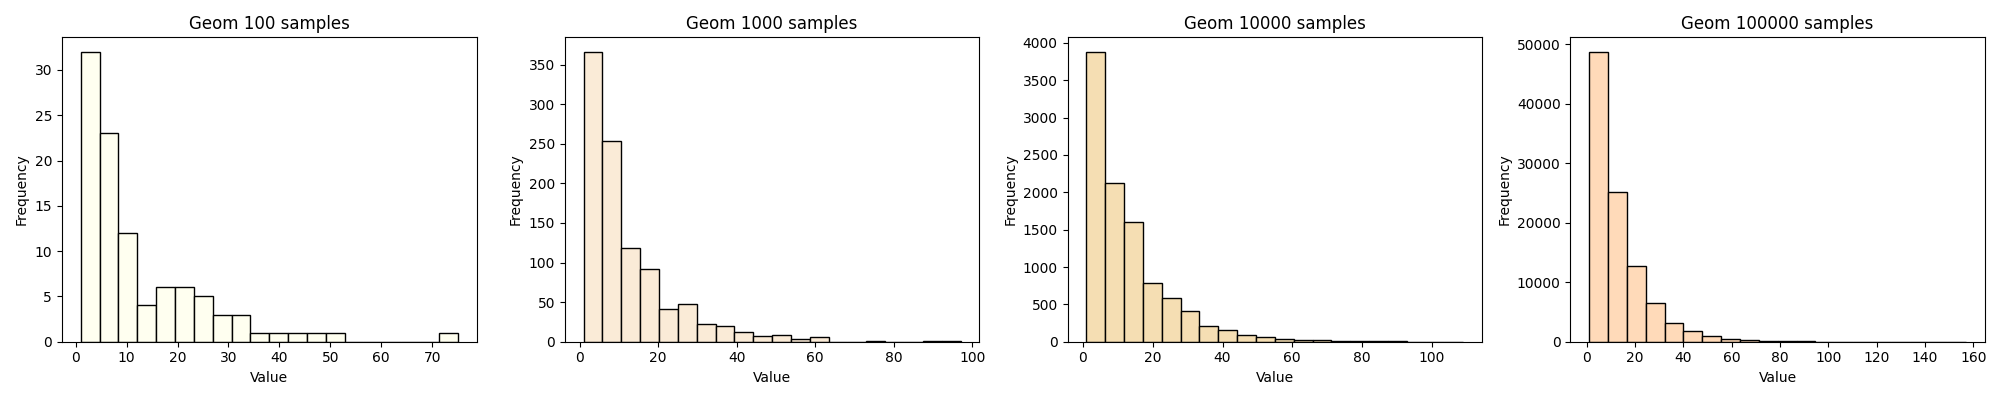 Geom 100 samples
Frequency
30
25
20
15
10
5
0
0 10 20 30 40 50 60 70
Value
Geom 1000 samples
Frequency
350
300
250
200
150
100
50
0
0 20 40 60 80 100
Value
Geom 10000 samples
Frequency
4000
3500
3000
2500
2000
1500
1000
500
0
0 20 40 60 80 100
Value
Geom 100000 samples
Frequency
50000
40000
30000
20000
10000
0
0 20 40 60 80 100 120 140 160
Value